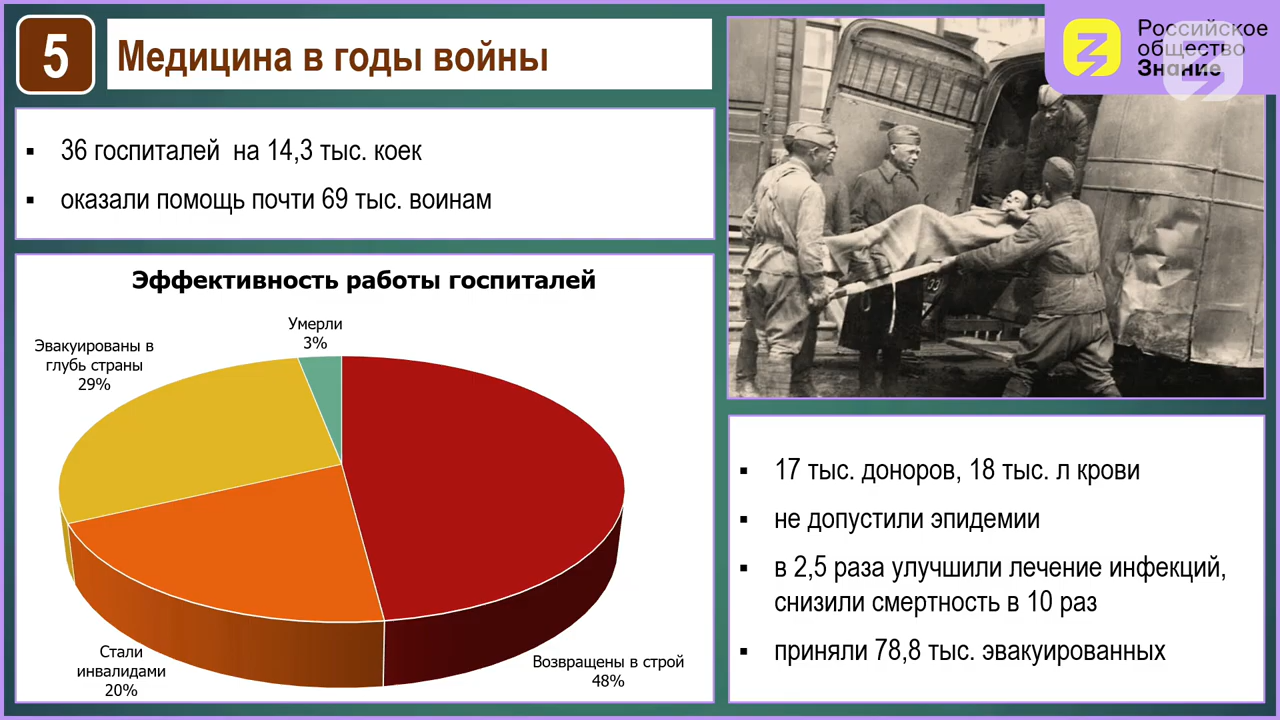 5
Медицина в годы войны
Российское
общество
Знание
▪ 36 госпиталей на 14,3 тыс. коек
▪ оказали помощь почти 69 тыс. воинам
Эффективность работы госпиталей
Умерли
3%
Эвакуированы в
глубь страны
29%
Стали
инвалидами
20%
Возвращены в строй
48%
▪ 17 тыс. доноров, 18 тыс. л крови
▪ не допустили эпидемии
▪ в 2,5 раза улучшили лечение инфекций,
снизили смертность в 10 раз
▪ приняли 78,8 тыс. эвакуированных